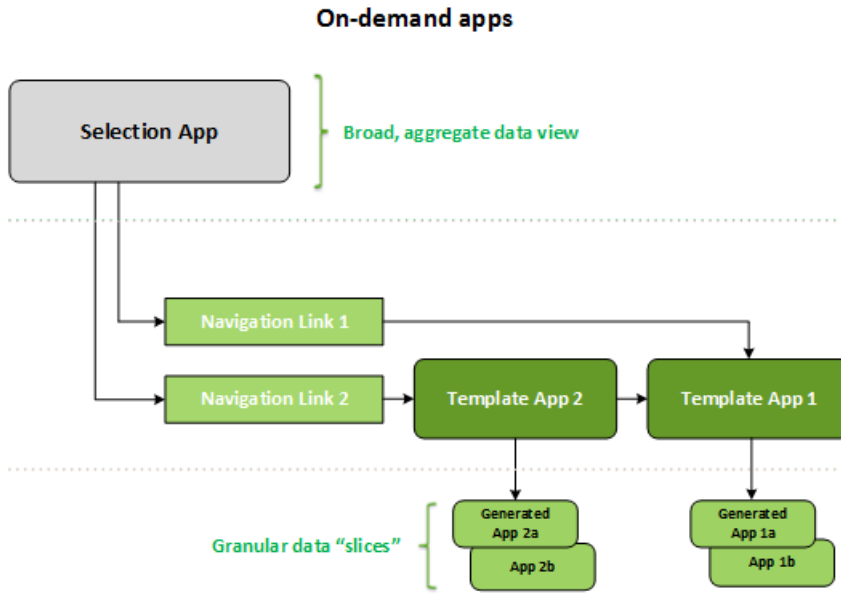 On-demand apps
Selection App
Broad, aggregate data view
Navigation Link 1
Navigation Link 2
Template App 2
Template App 1
Granular data “slices”
Generated
App 2a
App 2b
Generated
App 1a
App 1b